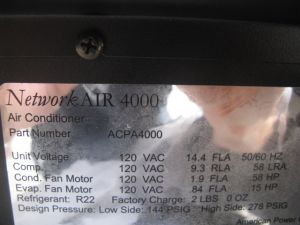 NetworkAIR 4000
Air Conditioner
Part Number ACPA4000
Unit Voltage 120 VAC 14.4 FLA 50/60 HZ
Comp. 120 VAC 9.3 RLA 58 LRA
Cond. Fan Motor 120 VAC 1.9 FLA 58 HP
Evap. Fan Motor 120 VAC .84 FLA 15 HP
Refrigerant: R22 Factory Charge: 2 LBS 0 OZ
Design Pressure: Low Side: 144 PSIG High Side: 278 PSIG
American Power